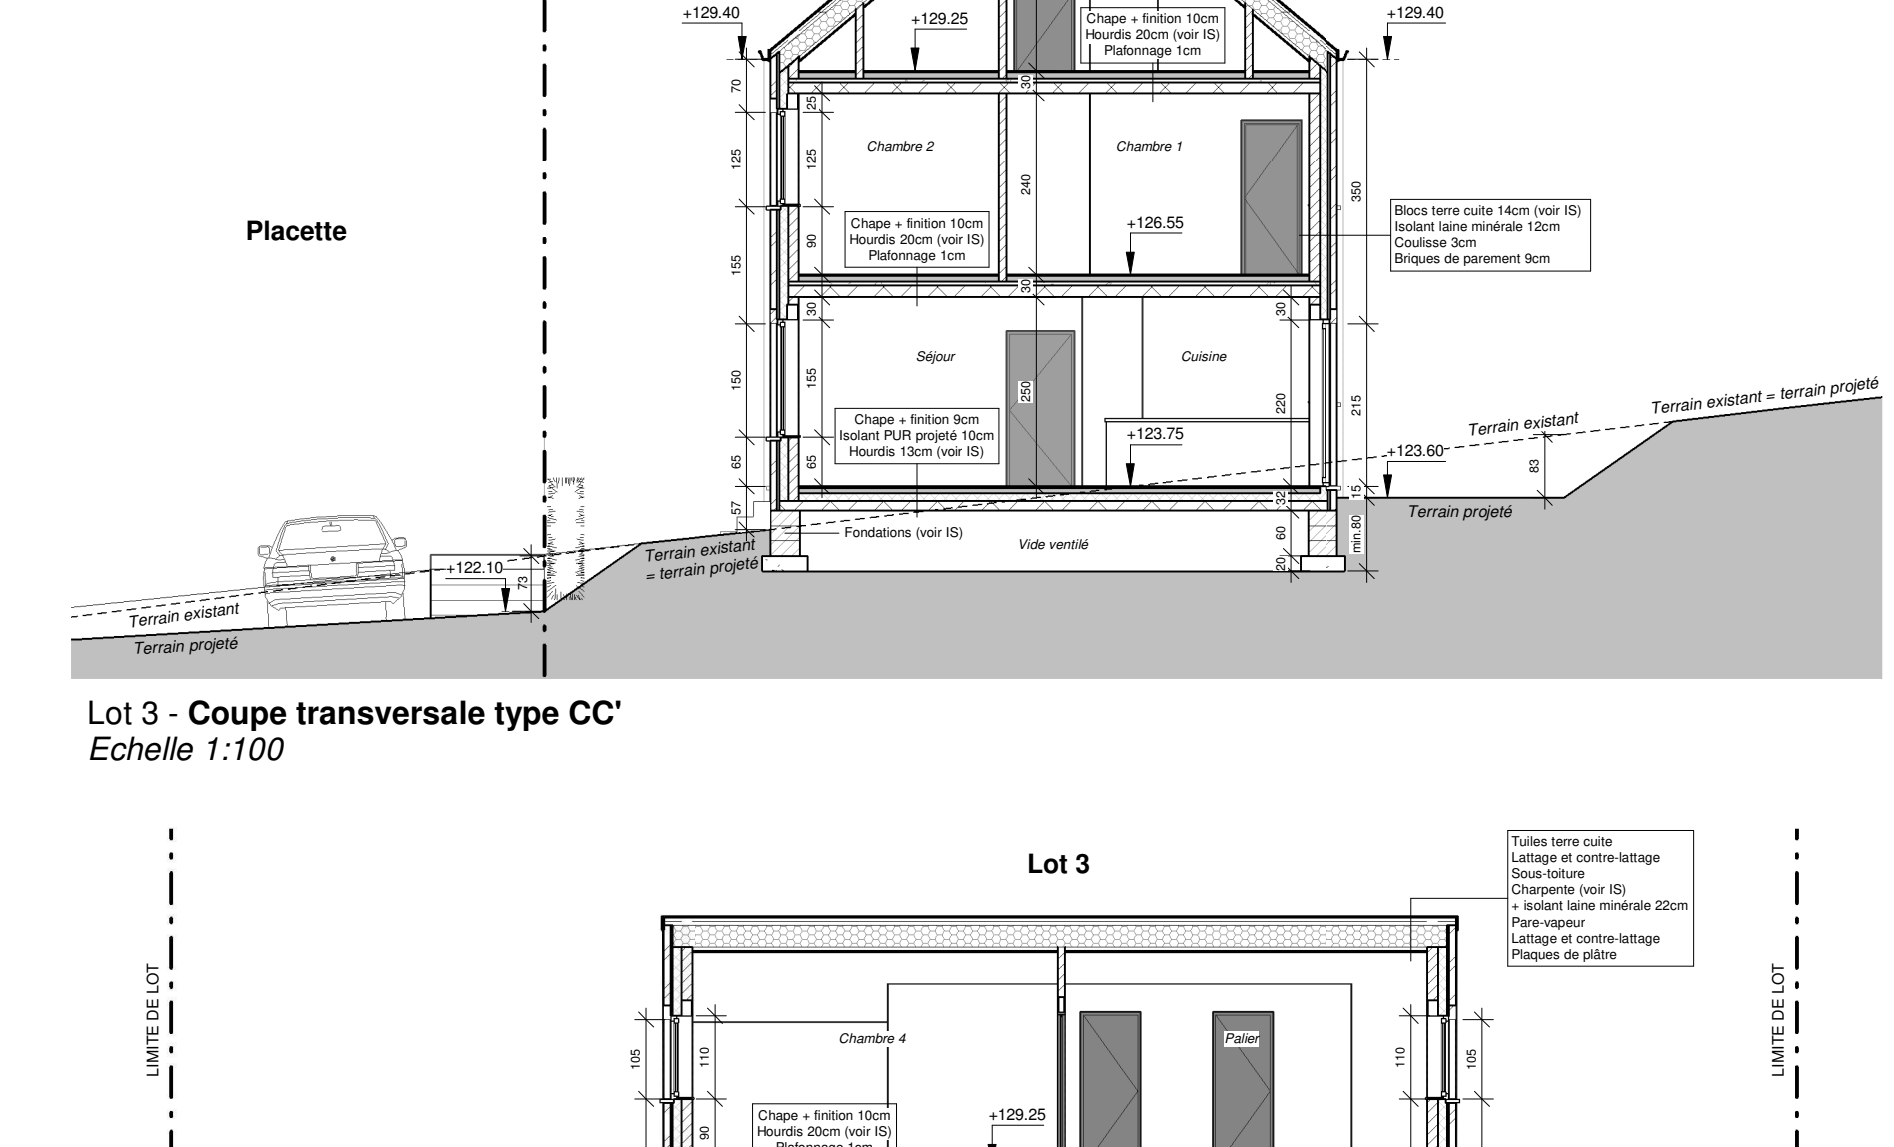 +129.40
+129.25
Chape + finition 10cm
Hourdis 20cm (voir IS)
Plafonnage 1cm
+129.40
70
25
30
125
125
Chambre 2
240
Chambre 1
350
Placette
155
90
Chape + finition 10cm
Hourdis 20cm (voir IS)
Plafonnage 1cm
+126.55
Blocs terre cuite 14cm (voir IS)
Isolant laine minérale 12cm
Coulisse 3cm
Briques de parement 9cm
30
30
30
150
155
Séjour
250
Cuisine
220
215
Terrain existant = terrain projeté
Terrain existant
Chape + finition 9cm
Isolant PUR projeté 10cm
Hourdis 13cm (voir IS)
+123.75
+123.60
83
65
65
57
32
15
Terrain projeté
Fondations (voir IS)
Vide ventilé
60
min.80
20
Terrain existant
= terrain projeté
+122.10
73
Terrain existant
Terrain projeté
Lot 3 - Coupe transversale type CC'
Echelle 1:100
Lot 3
Tuiles terre cuite
Lattage et contre-lattage
Sous-toiture
Charpente (voir IS)
+ isolant laine minérale 22cm
Pare-vapeur
Lattage et contre-lattage
Plaques de plâtre
LIMITE DE LOT
LIMITE DE LOT
105
110
Chambre 4
Palier
110
105
90
Chape + finition 10cm
Hourdis 20cm (voir IS)
Plafonnage 1cm
+129.25